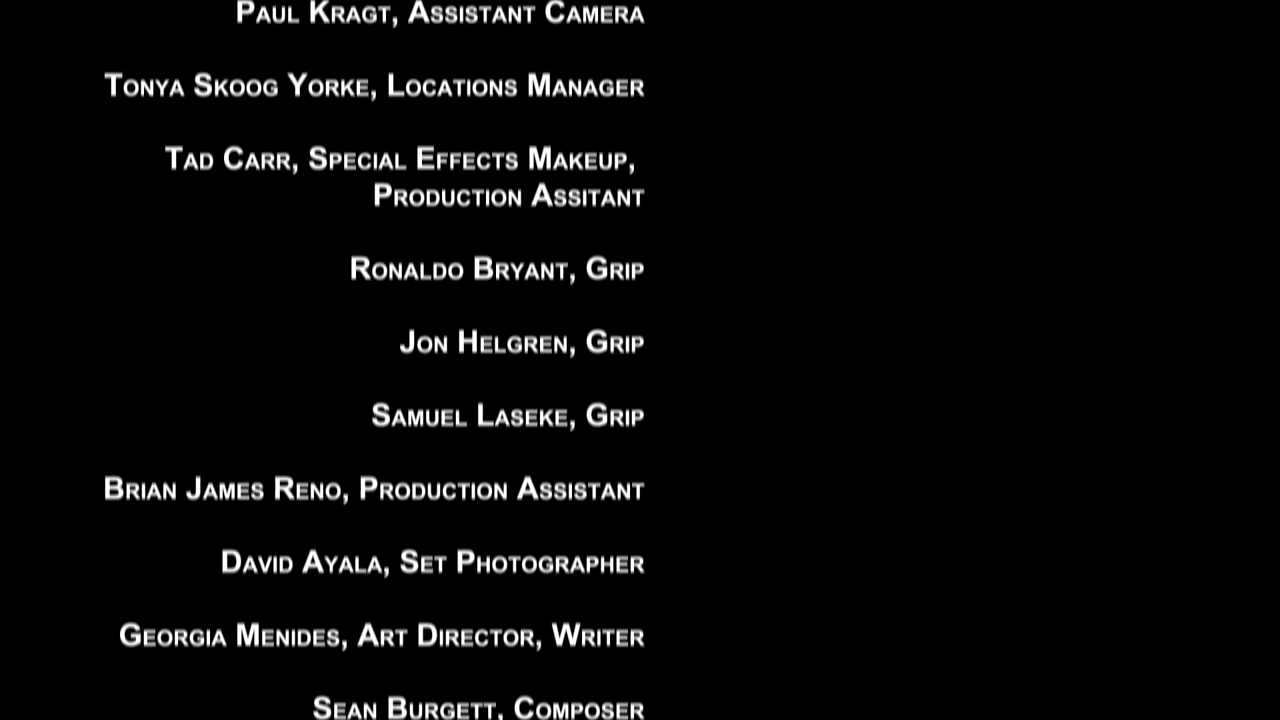 Paul Kragt, Assistant Camera
Tonya Skoog Yorke, Locations Manager
Tad Carr, Special Effects Makeup,
Production Assitant
Ronaldo Bryant, Grip
Jon Helgren, Grip
Samuel Laseke, Grip
Brian James Reno, Production Assistant
David Ayala, Set Photographer
Georgia Menides, Art Director, Writer
Sean Burgett, Composer